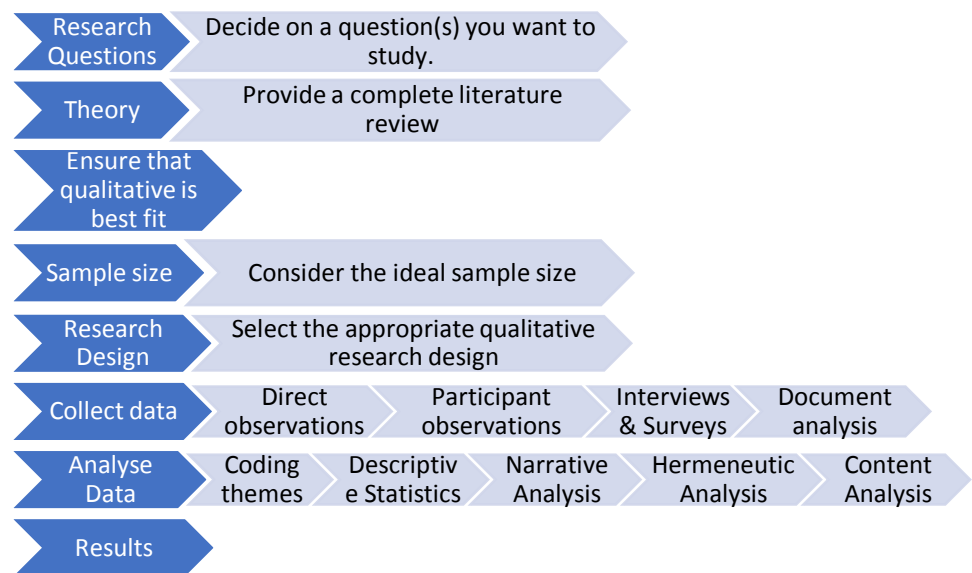 Research
Questions
Decide on a question(s) you want to
study.
Theory
Provide a complete literature
review
Ensure that
qualitative is
best fit
Sample size
Consider the ideal sample size
Research
Design
Select the appropriate qualitative
research design
Collect data
Direct
observations
Participant
observations
Interviews
& Surveys
Document
analysis
Analyse
Data
Coding
themes
Descriptiv
e Statistics
Narrative
Analysis
Hermeneutic
Analysis
Content
Analysis
Results